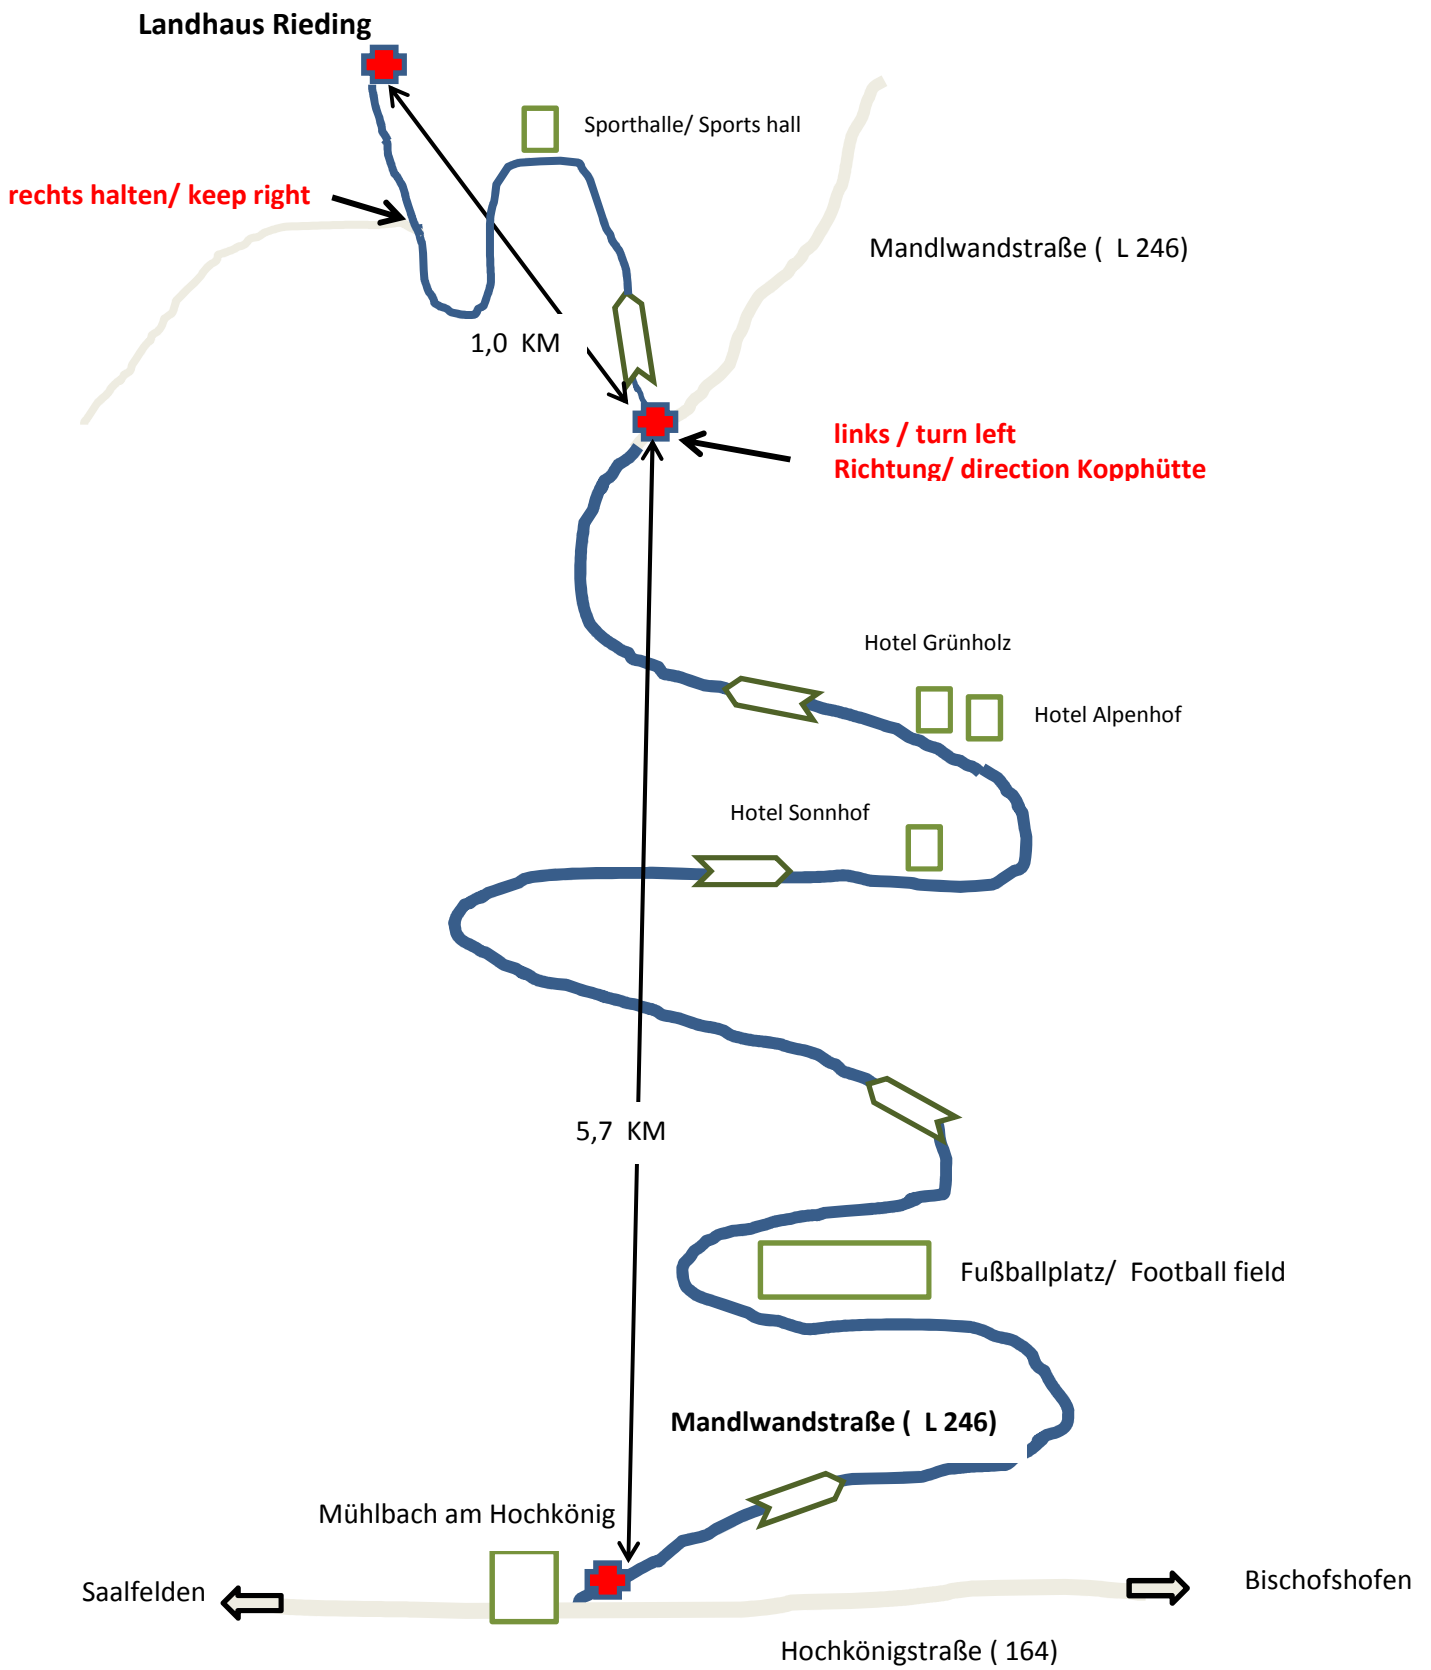 Landhaus Rieding
Sporthalle/ Sports hall
rechts halten/ keep right
Mandlwandstraße ( L 246)
1,0 KM
links / turn left
Richtung/ direction Kopphütte
Hotel Grünholz
Hotel Alpenhof
Hotel Sonnhof
5,7 KM
Fußballplatz/ Football field
Mandlwandstraße ( L 246)
Mühlbach am Hochkönig
Saalfelden
Bischofshofen
Hochkönigstraße ( 164)